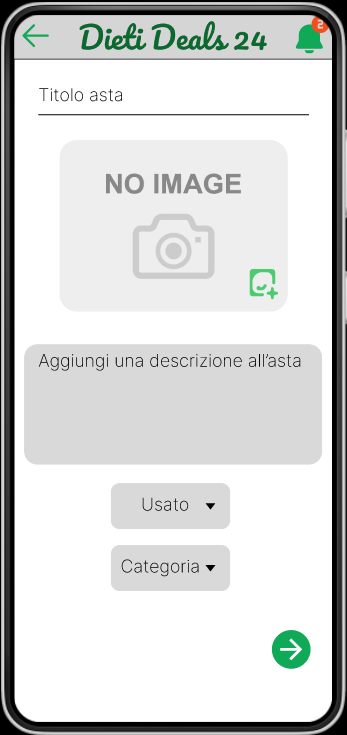 Dieti Deals 24
2
Titolo asta
NO IMAGE
Aggiungi una descrizione all'asta
Usato
Categoria